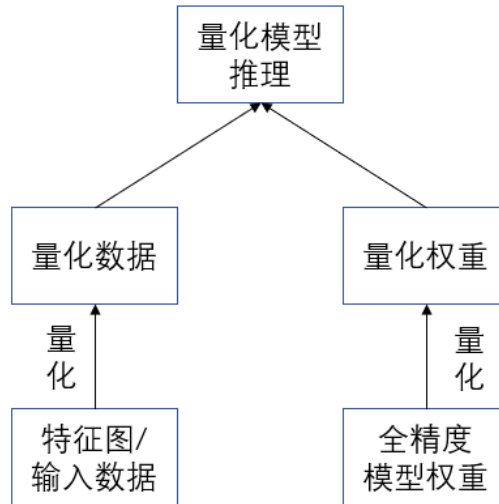 量化模型
推理
量化数据
量化权重
量
化
量
化
特征图/
输入数据
全精度
模型权重